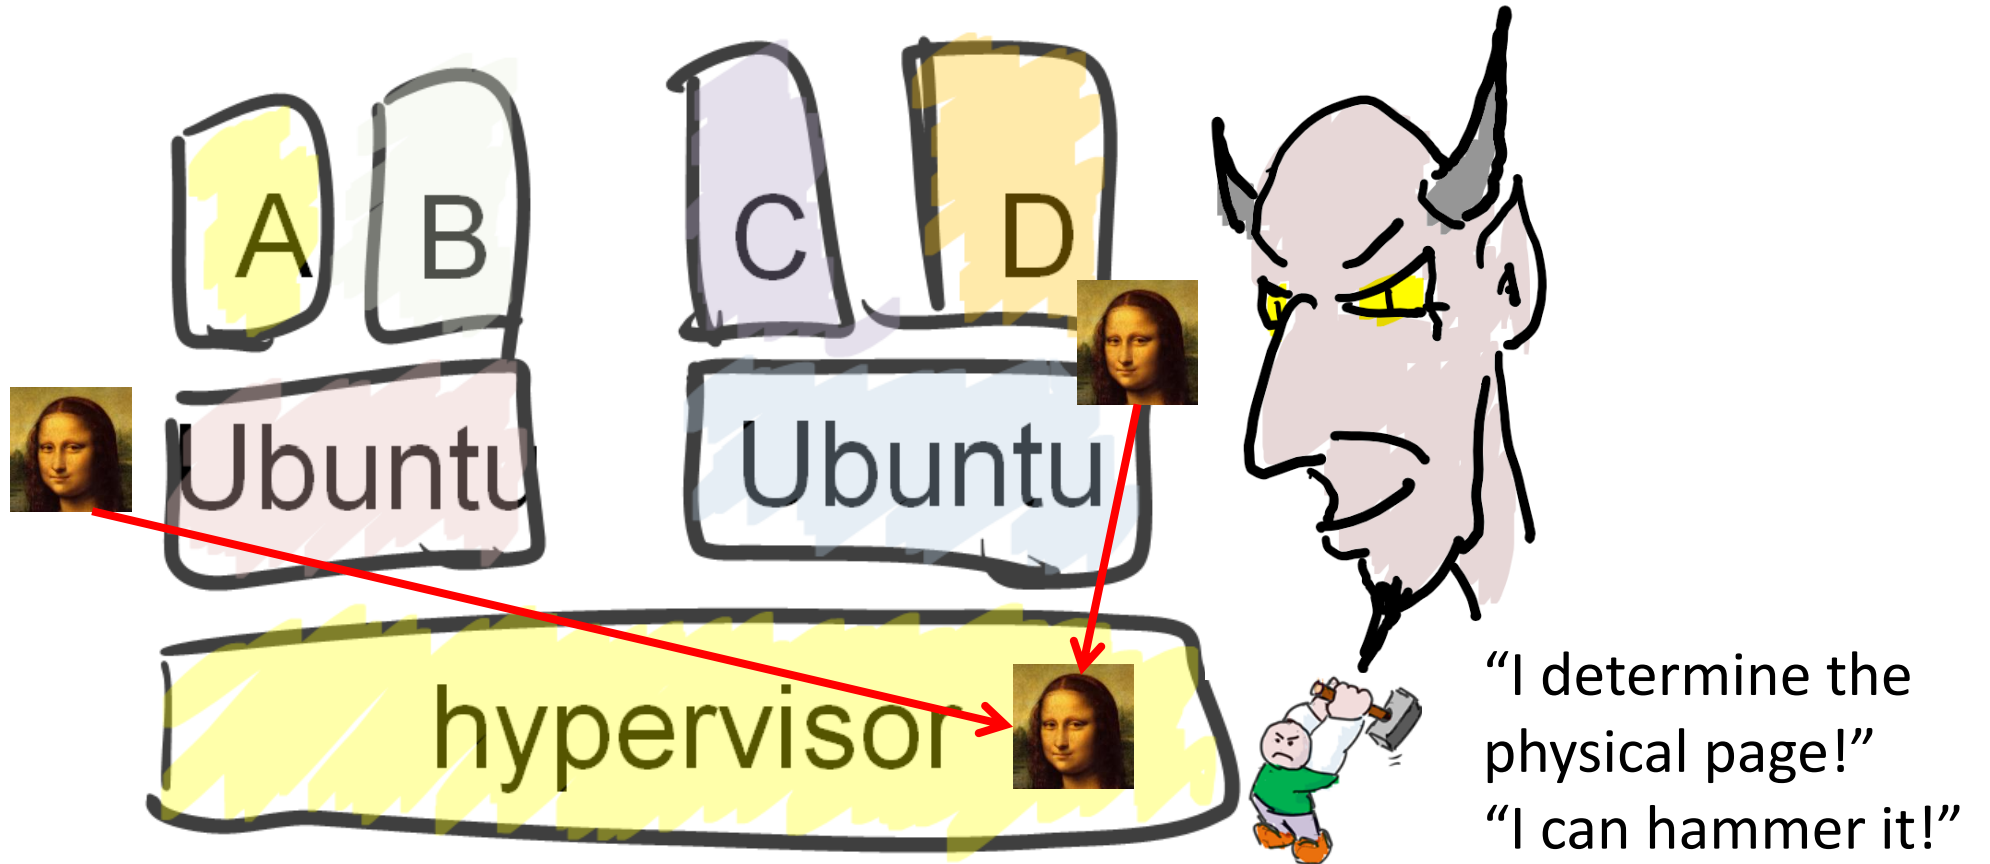 A B C D
Ubuntu Ubuntu
hypervisor
“I determine the
physical page!”
“I can hammer it!”